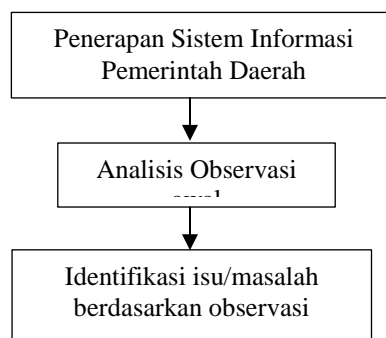 Penerapan Sistem Informasi
Pemerintah Daerah
Analisis Observasi
Identifikasi isu/masalah
berdasarkan observasi